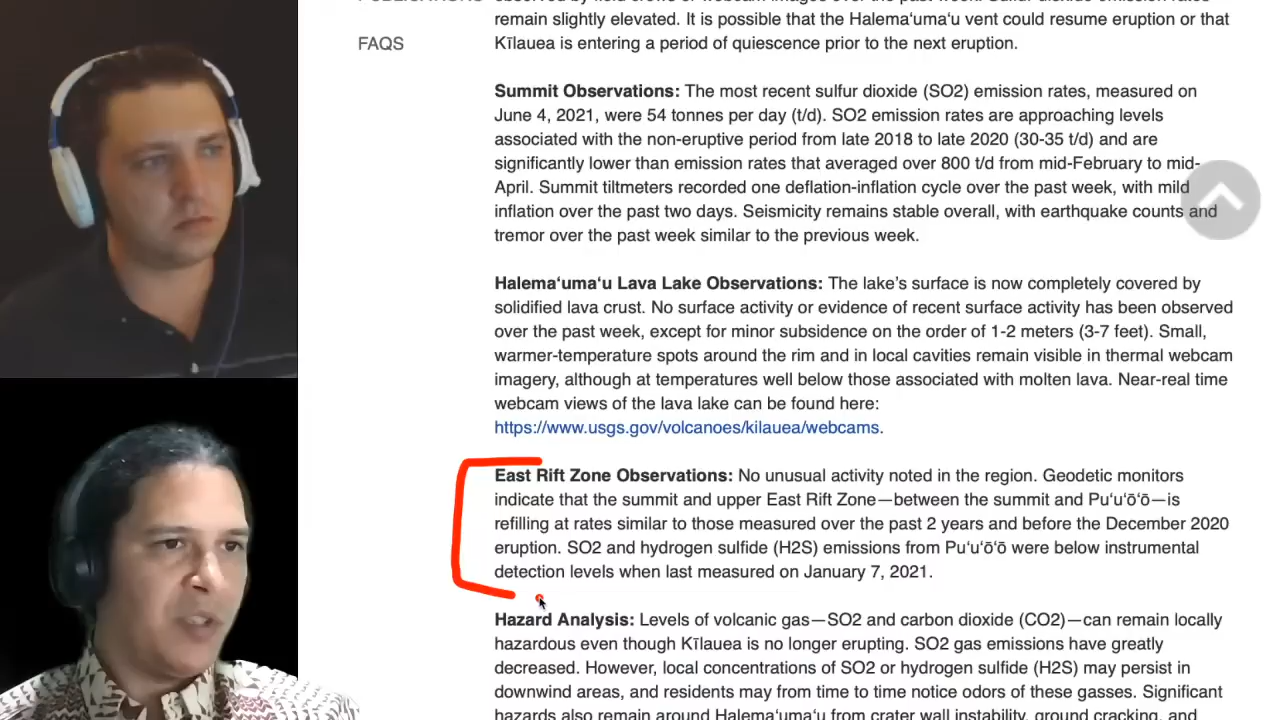 FAQS
remain slightly elevated. It is possible that the Halemaʻumaʻu vent could resume eruption or that
Kīlauea is entering a period of quiescence prior to the next eruption.
Summit Observations: The most recent sulfur dioxide (SO2) emission rates, measured on
June 4, 2021, were 54 tonnes per day (t/d). SO2 emission rates are approaching levels
associated with the non-eruptive period from late 2018 to late 2020 (30-35 t/d) and are
significantly lower than emission rates that averaged over 800 t/d from mid-February to mid-
April. Summit tiltmeters recorded one deflation-inflation cycle over the past week, with mild
inflation over the past two days. Seismicity remains stable overall, with earthquake counts and
tremor over the past week similar to the previous week.
Halemaʻumaʻu Lava Lake Observations: The lake’s surface is now completely covered by
solidified lava crust. No surface activity or evidence of recent surface activity has been observed
over the past week, except for minor subsidence on the order of 1-2 meters (3-7 feet). Small,
warmer-temperature spots around the rim and in local cavities remain visible in thermal webcam
imagery, although at temperatures well below those associated with molten lava. Near-real time
webcam views of the lava lake can be found here:
https://www.usgs.gov/volcanoes/kilauea/webcams.
East Rift Zone Observations: No unusual activity noted in the region. Geodetic monitors
indicate that the summit and upper East Rift Zone—between the summit and Puʻuʻōʻō—is
refilling at rates similar to those measured over the past 2 years and before the December 2020
eruption. SO2 and hydrogen sulfide (H2S) emissions from Puʻuʻōʻō were below instrumental
detection levels when last measured on January 7, 2021.
Hazard Analysis: Levels of volcanic gas—SO2 and carbon dioxide (CO2)—can remain locally
hazardous even though Kīlauea is no longer erupting. SO2 gas emissions have greatly
decreased. However, local concentrations of SO2 or hydrogen sulfide (H2S) may persist in
downwind areas, and residents may from time to time notice odors of these gasses. Significant
hazards also remain around Halemaʻumaʻu from crater wall instability, ground cracking, and